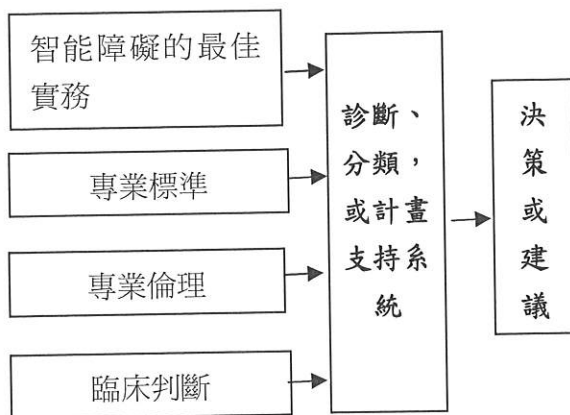 智能障礙的最佳
實務
專業標準
專業倫理
臨床判斷
診斷、
分類，
或計畫
支持系
統
決
策
或
建
議